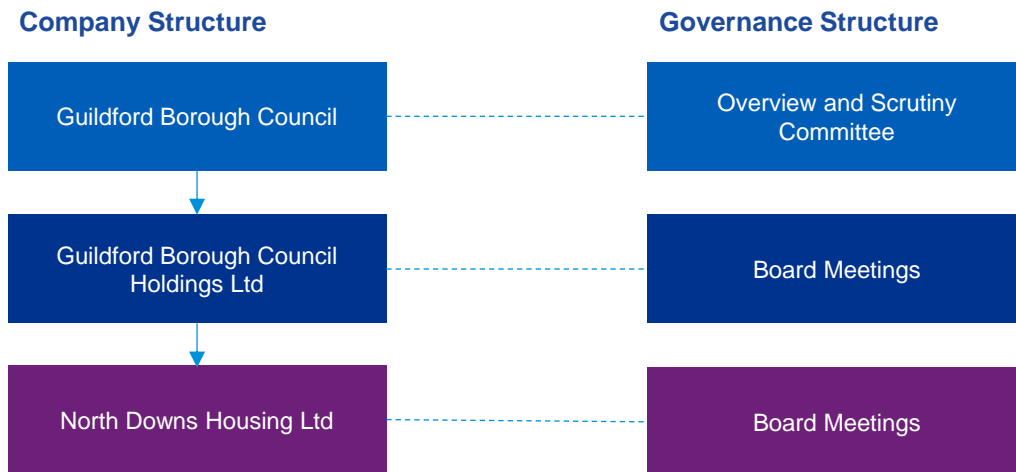 Company Structure
Governance Structure
Guildford Borough Council
Overview and Scrutiny
Committee
Guildford Borough Council
Holdings Ltd
Board Meetings
North Downs Housing Ltd
Board Meetings